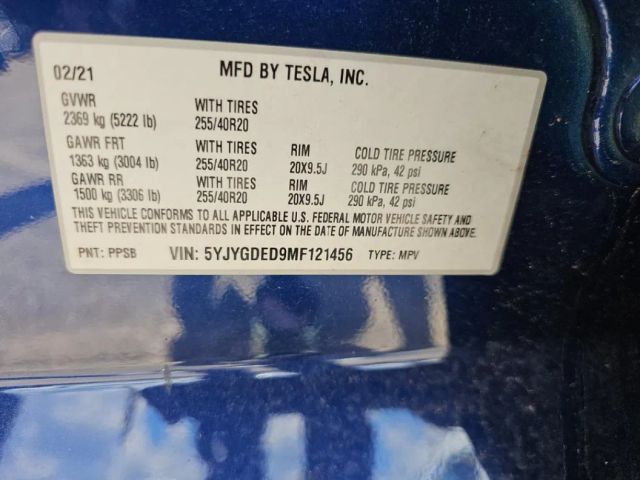 02/21 MFD BY TESLA, INC.
GVWR WITH TIRES
2369 kg (5222 lb) 255/40R20
GAWR FRT WITH TIRES RIM COLD TIRE PRESSURE
1363 kg (3004 lb) 255/40R20 20X9.5J 290 kPa, 42 psi
GAWR RR WITH TIRES RIM COLD TIRE PRESSURE
1500 kg (3306 lb) 255/40R20 20X9.5J 290 kPa, 42 psi
THIS VEHICLE CONFORMS TO ALL APPLICABLE U.S. FEDERAL MOTOR VEHICLE SAFETY AND
THEFT PREVENTION STANDARDS IN EFFECT ON THE DATE OF MANUFACTURE SHOWN ABOVE.
PNT: PPSB VIN: 5YJYGDED9MF121456 TYPE: MPV